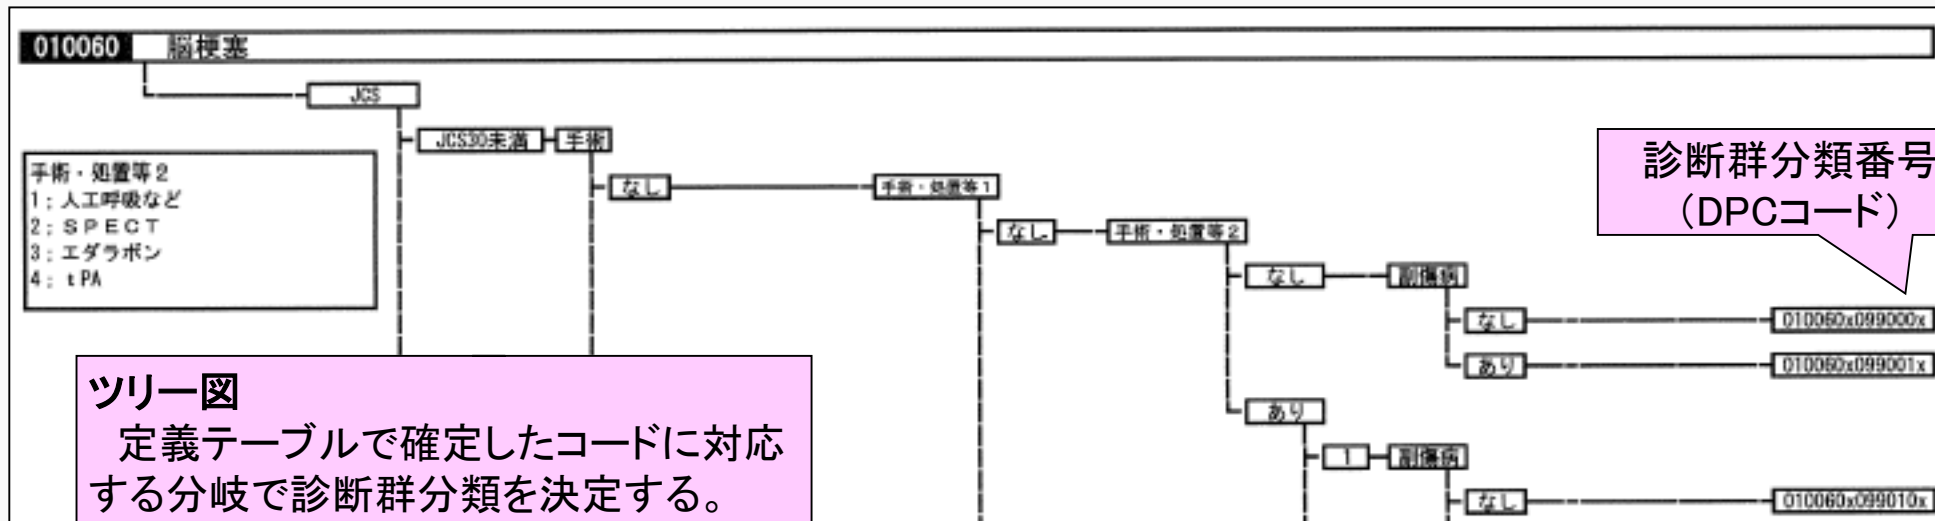 010060 脳梗塞
JCS
JCS30未満 手術
手術・処置等2
1; 人工呼吸など
2; SPECT
3; エダラボン
4; tPA
なし 手術・処置等1
なし 手術・処置等2
診断群分類番号
（DPCコード）
なし 副傷病
なし 010060x099000x
あり 010060x099001x
あり
1 副傷病
なし 010060x099010x
ツリー図
定義テーブルで確定したコードに対応
する分岐で診断群分類を決定する。